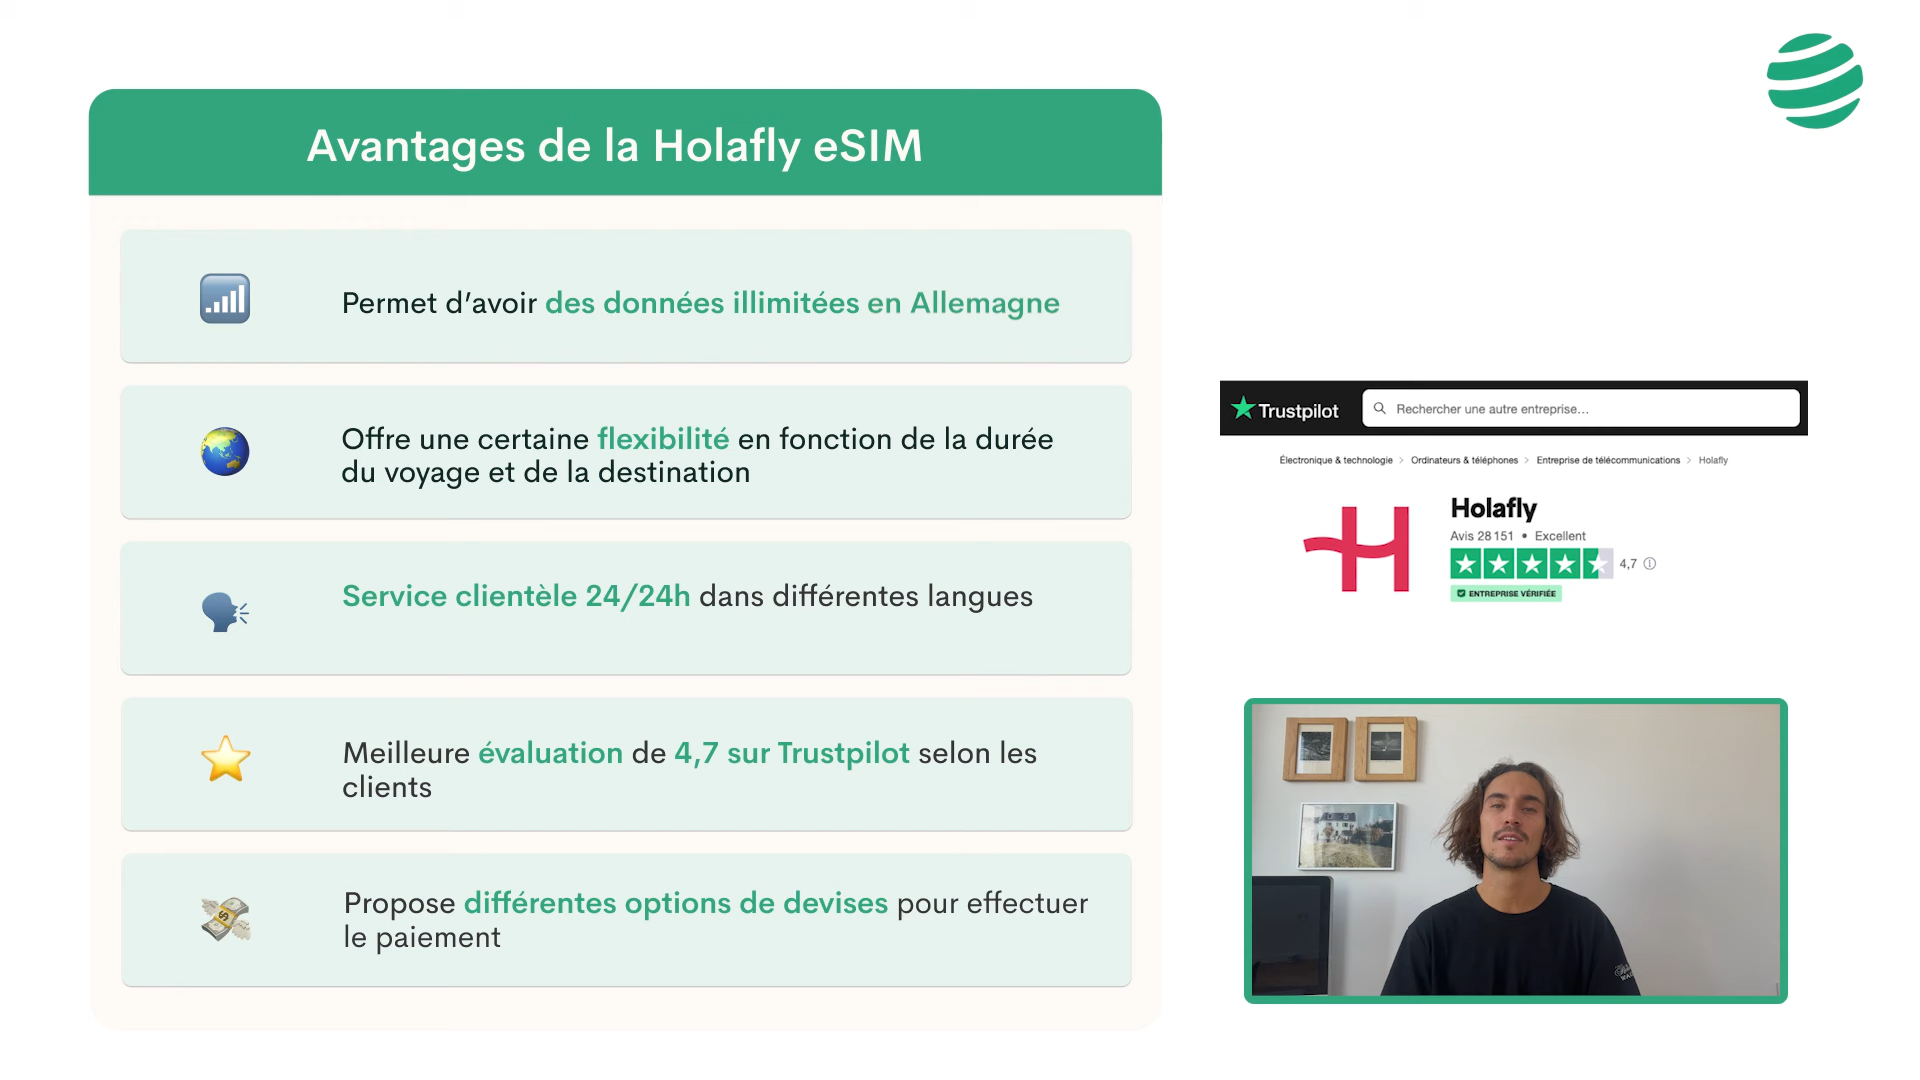 Avantages de la Holafly eSIM
Permet d’avoir des données illimitées en Allemagne
Offre une certaine flexibilité en fonction de la durée
du voyage et de la destination
Service clientèle 24/24h dans différentes langues
Meilleure évaluation de 4,7 sur Trustpilot selon les
clients
Propose différentes options de devises pour effectuer
le paiement
Trustpilot
Rechercher une autre entreprise...
Électronique & technologie > Ordinateurs & téléphones > Entreprise de télécommunications > Holafly
Holafly
Avis 28 151 • Excellent
4,7
ENTREPRISE VÉRIFIÉE